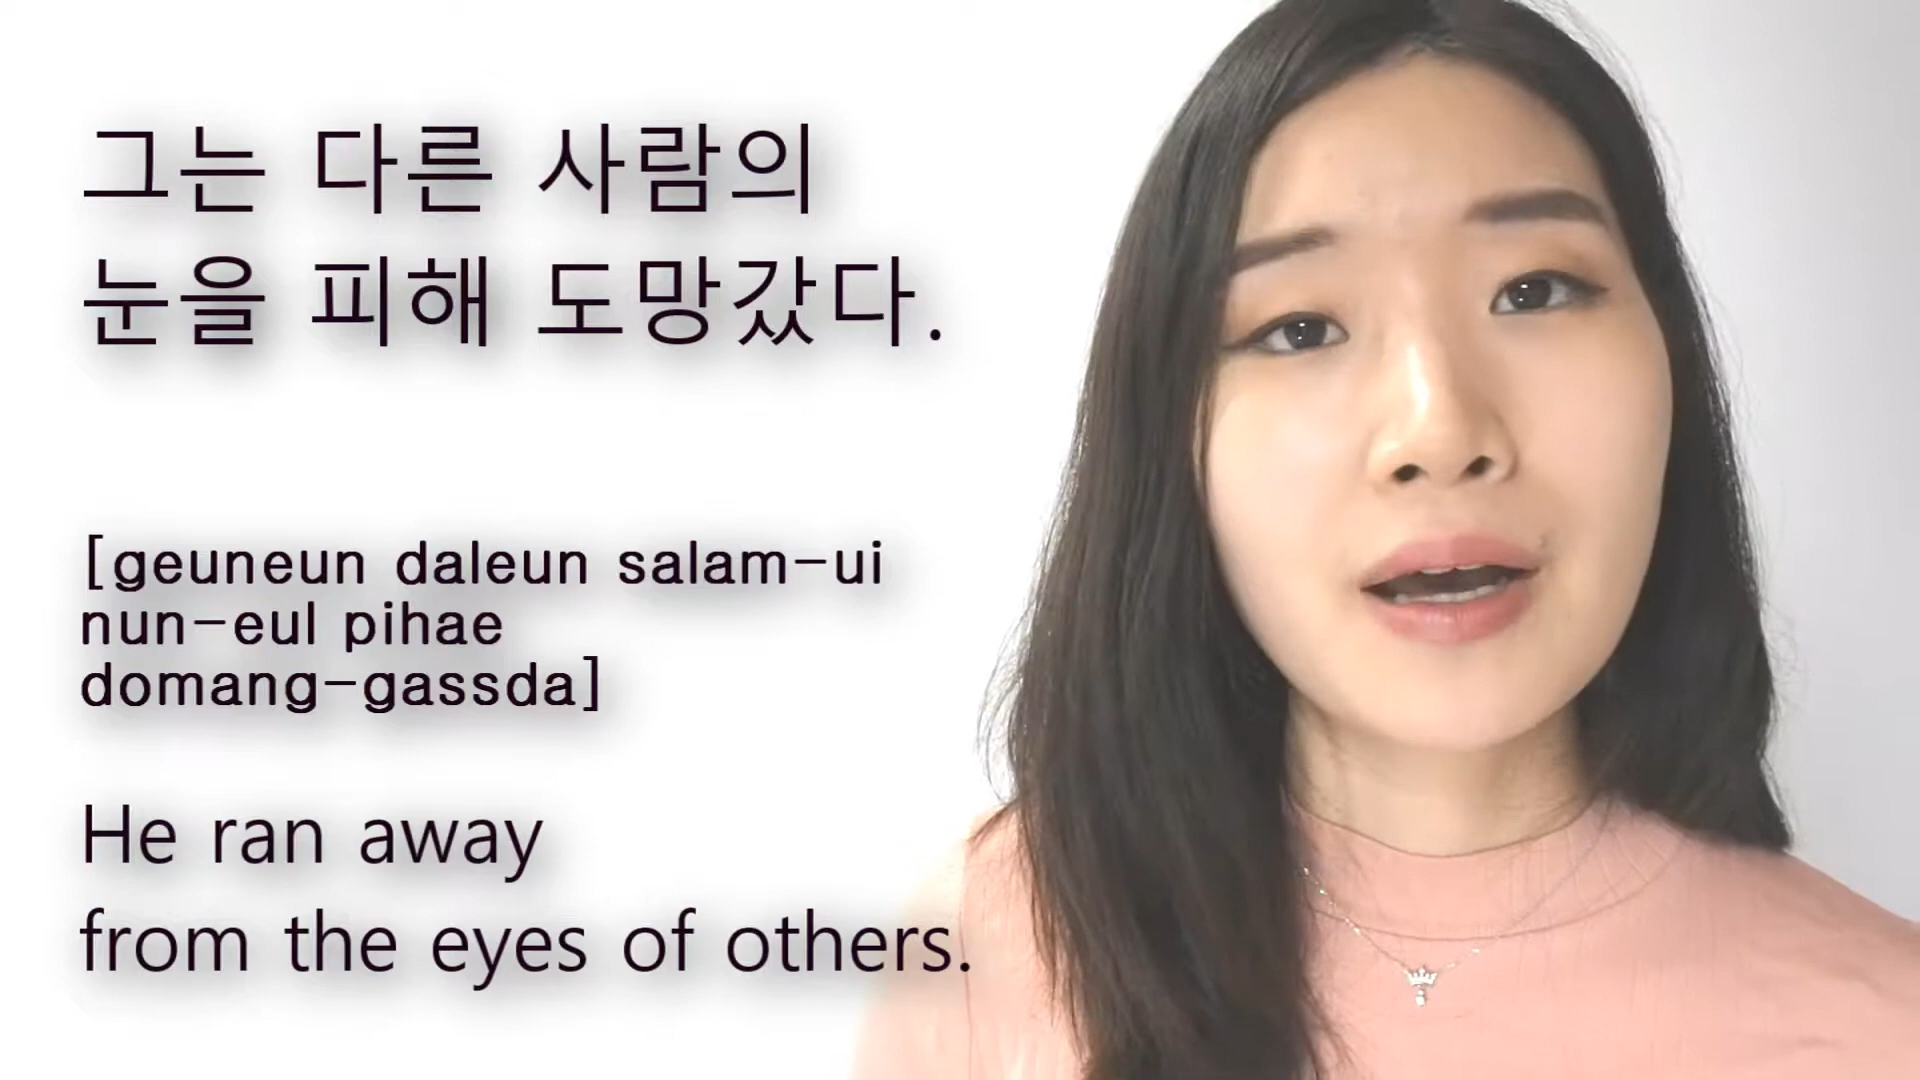 그는 다른 사람의
눈을 피해 도망갔다.
[geuneun daleun salam-ui
nun-eul pihae
domang-gassda]
He ran away
from the eyes of others.